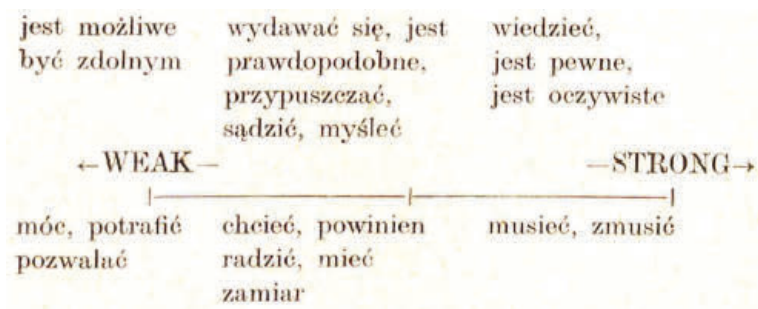 jest możliwe wydawać się, jest wiedzieć,
być zdolnym prawdopodobne, jest pewne,
przypuszczać, jest oczywiste
sądzić, myśleć
←WEAK— —STRONG→
móc, potrafić chcieć, powinien musieć, zmusić
pozwalać radzić, mieć
zamiar